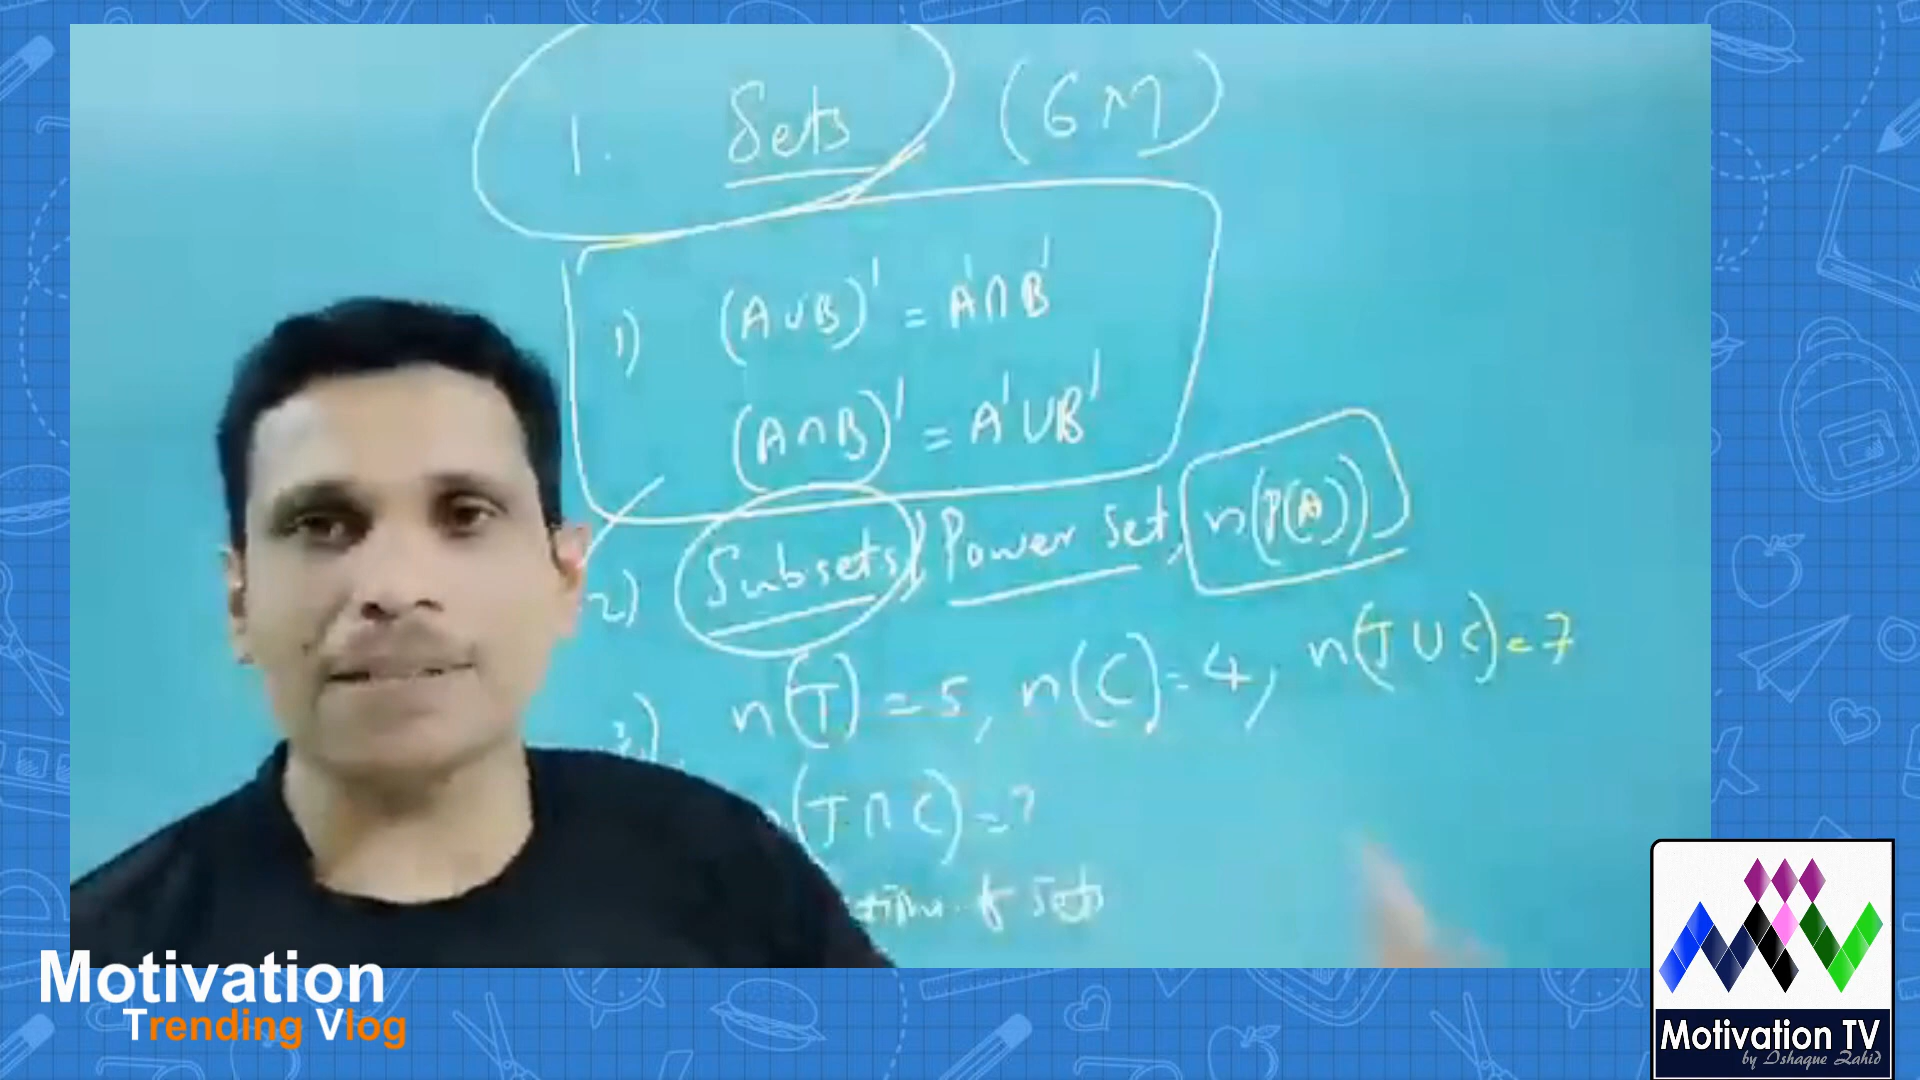 1. Sets (6M)
1) (A∪B)' = A'∩B'
(A∩B)' = A'∪B'
2) Subsets, Power set, n(P(A))
3) n(T) = 5, n(C) = 4, n(T∪C) = 7
n(T∩C) = ?
of Sets
Motivation
Trending Vlog
Motivation TV
by Ishaque Zahid